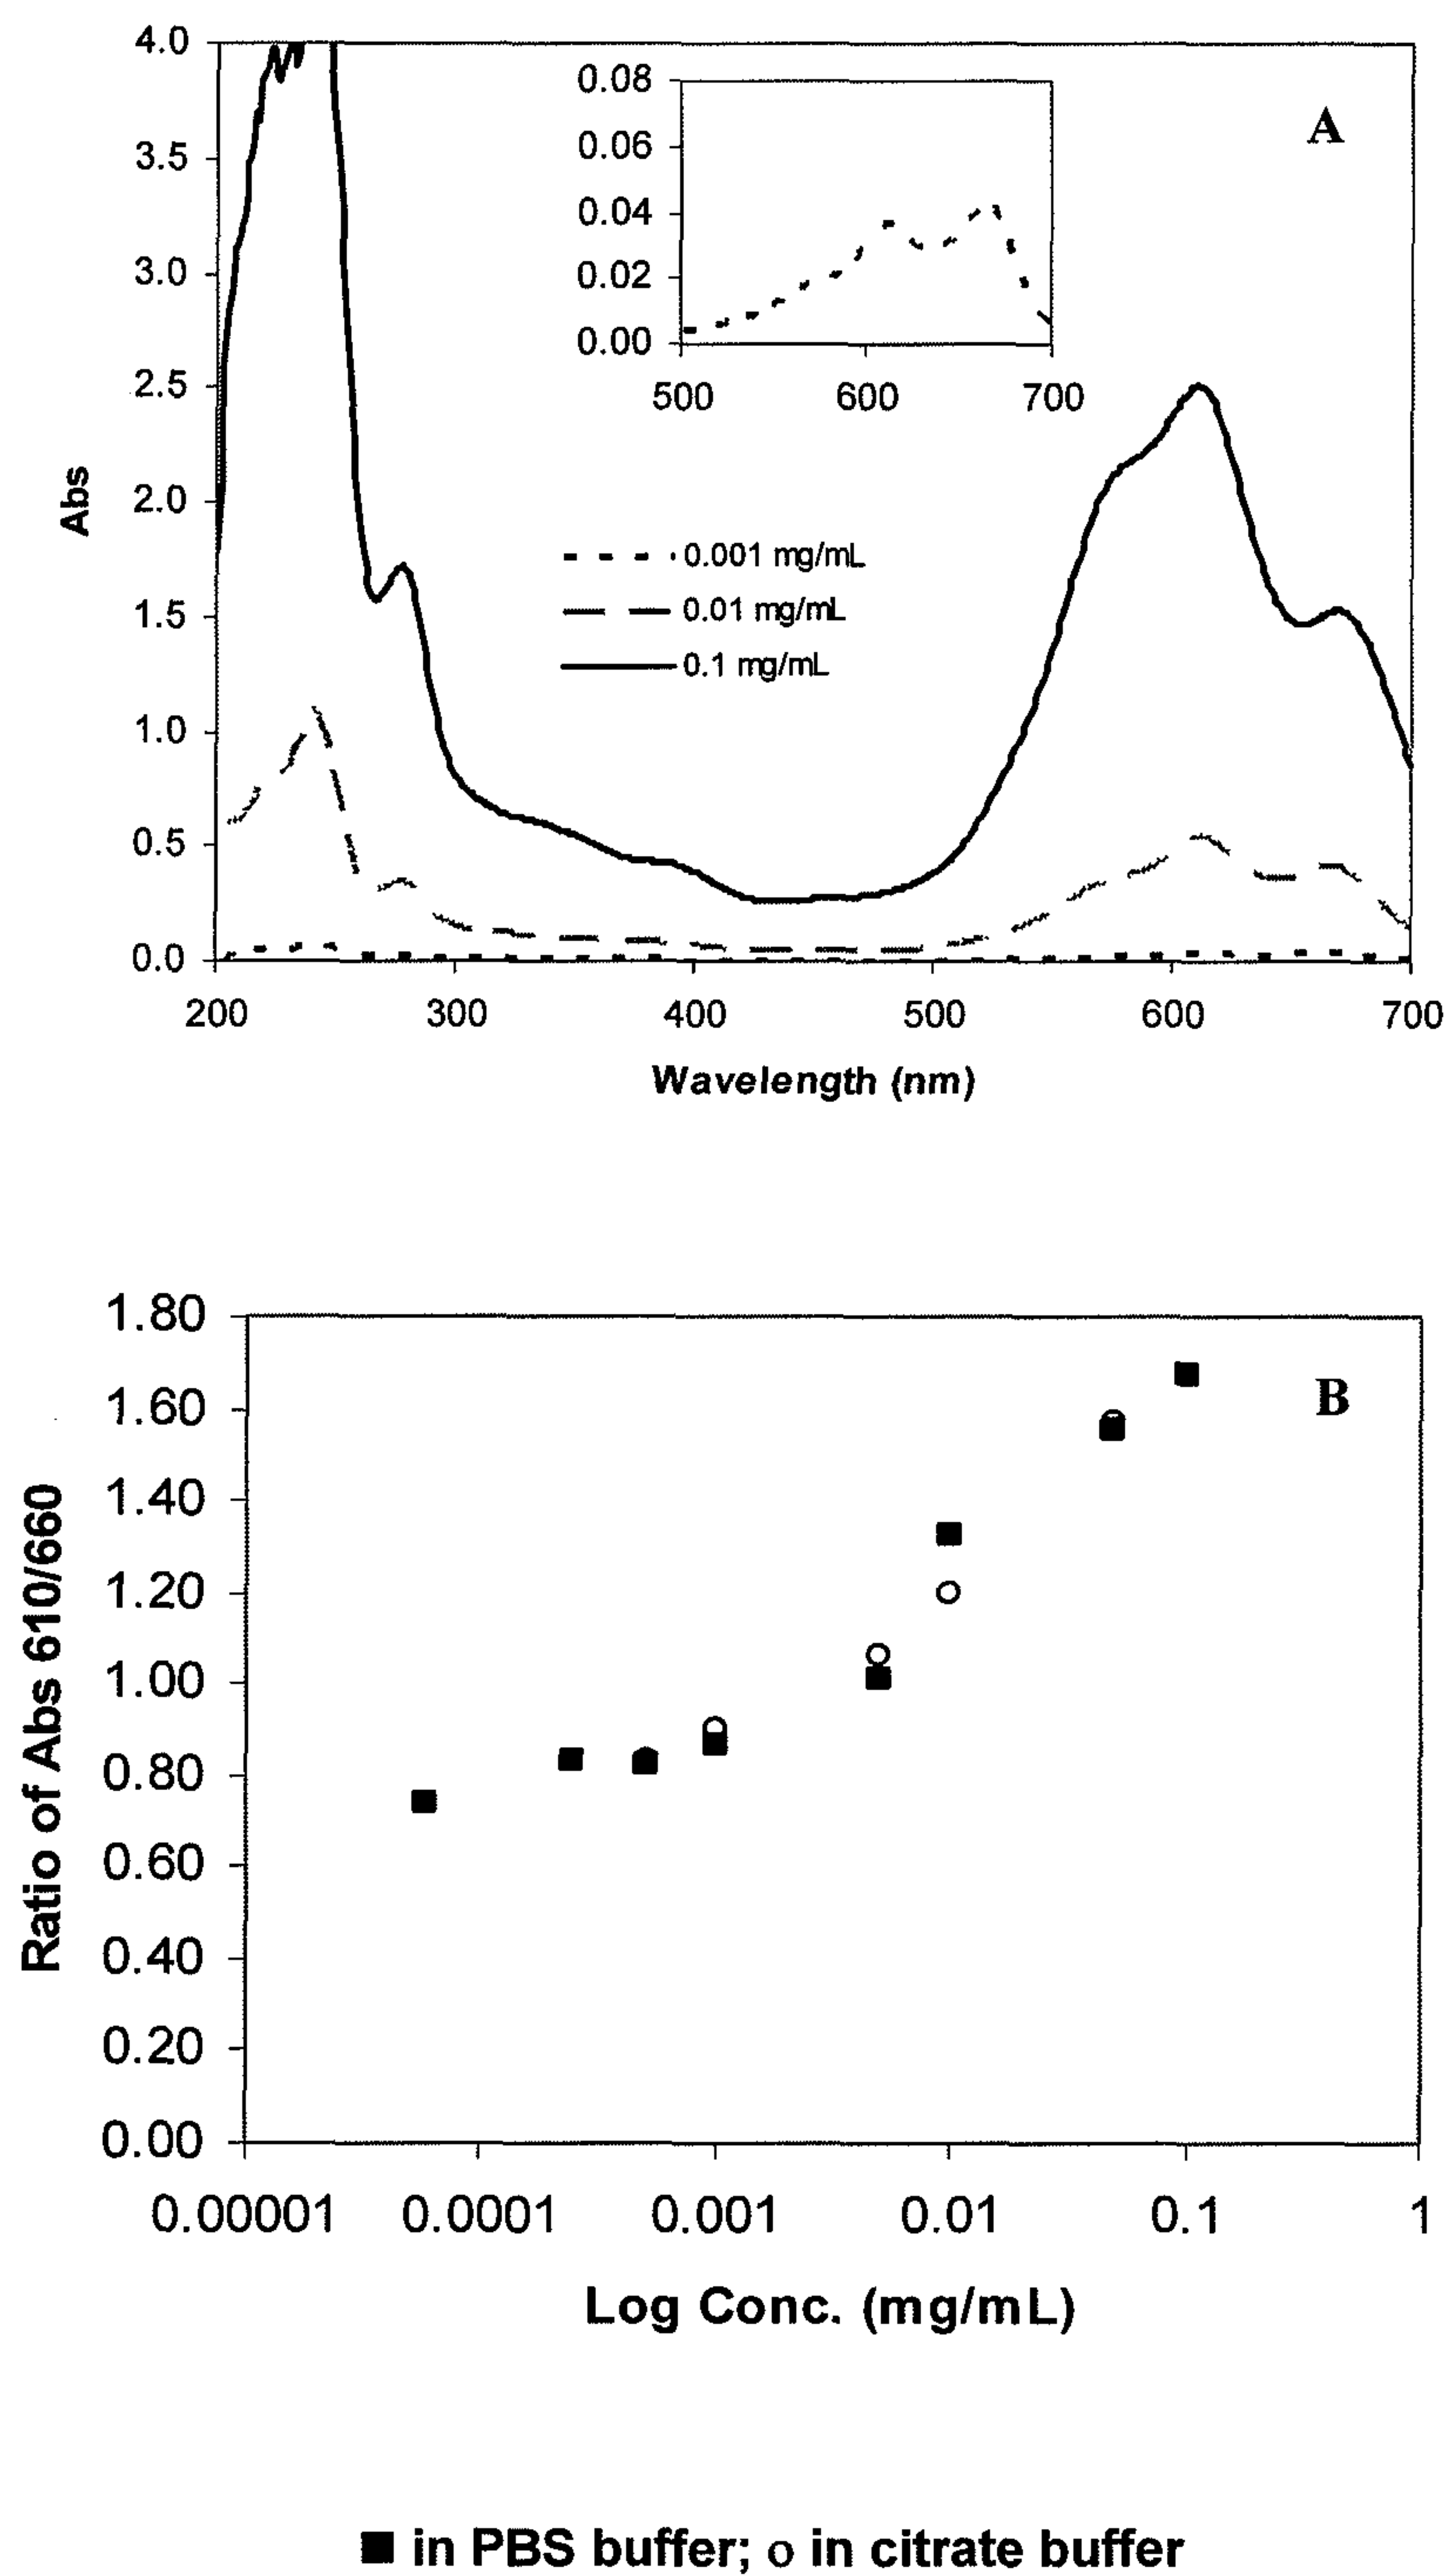 4.0
3.5
3.0
2.5
2.0
1.5
1.0
0.5
0.0
Abs
200 300 400 500 600 700
Wavelength (nm)
A
0.08
0.06
0.04
0.02
0.00
500 600 700
0.001 mg/mL
0.01 mg/mL
0.1 mg/mL
1.80
1.60
1.40
1.20
1.00
0.80
0.60
0.40
0.20
0.00
Ratio of Abs 610/660
B
0.00001 0.0001 0.001 0.01 0.1 1
Log Conc. (mg/mL)
■ in PBS buffer; o in citrate buffer